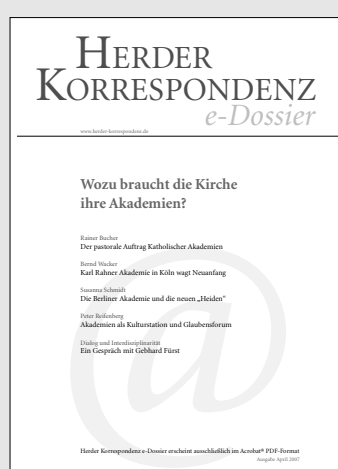 HERDER
KORRESPONDENZ
e-Dossier
www.herder-korrespondenz.de
Wozu braucht die Kirche
ihre Akademien?
Rainer Bucher
Der pastorale Auftrag Katholischer Akademien
Bernd Wacker
Karl Rahner Akademie in Köln wagt Neuanfang
Susanna Schmidt
Die Berliner Akademie und die neuen „Heiden“
Peter Reifenberg
Akademien als Kulturstation und Glaubensforum
Dialog und Interdisziplinarität
Ein Gespräch mit Gebhard Fürst
@
Herder Korrespondenz e-Dossier erscheint ausschließlich im Acrobat® PDF-Format
Ausgabe April 2007